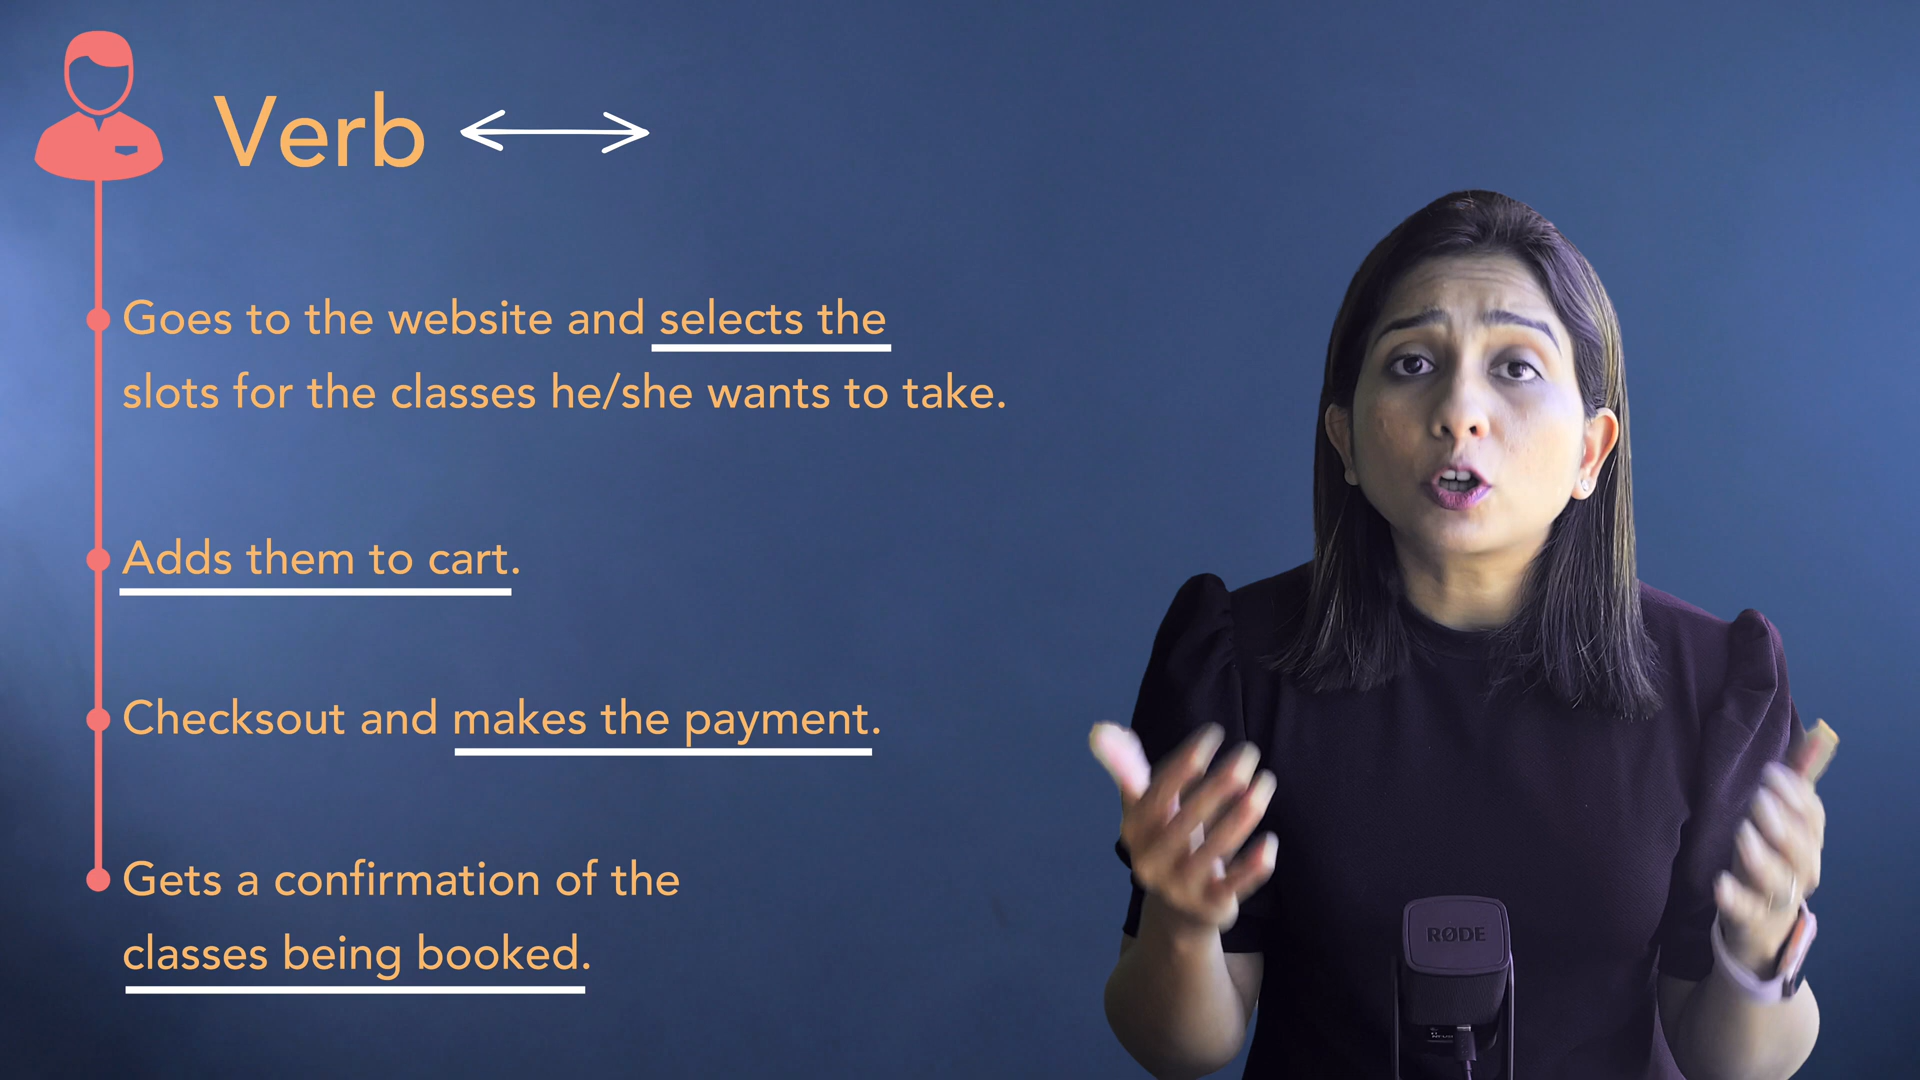 Verb
Goes to the website and selects the
slots for the classes he/she wants to take.
Adds them to cart.
Checksout and makes the payment.
Gets a confirmation of the
classes being booked.
RØDE